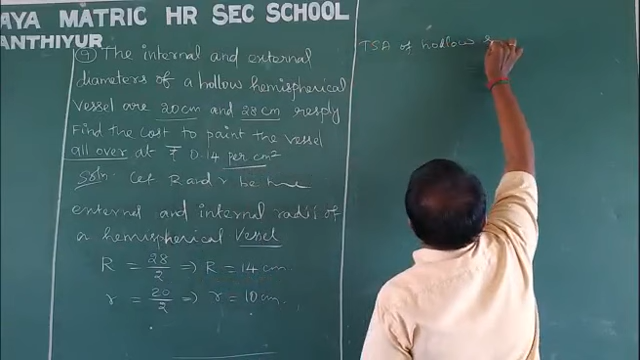 AYA MATRIC HR SEC SCHOOL
ANTHIYUR
9 The internal and external
diameters of a hollow hemispherical
vessel are 20cm and 28cm resply
Find the cost to paint the vessel
all over at ₹ 0.14 per cm²
Soln: Let R and r be the
external and internal radis of
a hemispherical vessel
R = 28/2 ⇒ R = 14 cm.
r = 20/2 ⇒ r = 10 cm.
TSA of hollow